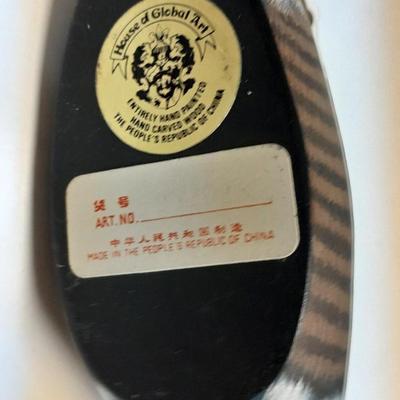 House of Global Art
ENTIRELY HAND PAINTED
HAND CARVED WOOD
THE PEOPLE'S REPUBLIC OF CHINA
货号
ART. NO.
中华人民共和国制造
MADE IN THE PEOPLE'S REPUBLIC OF CHINA